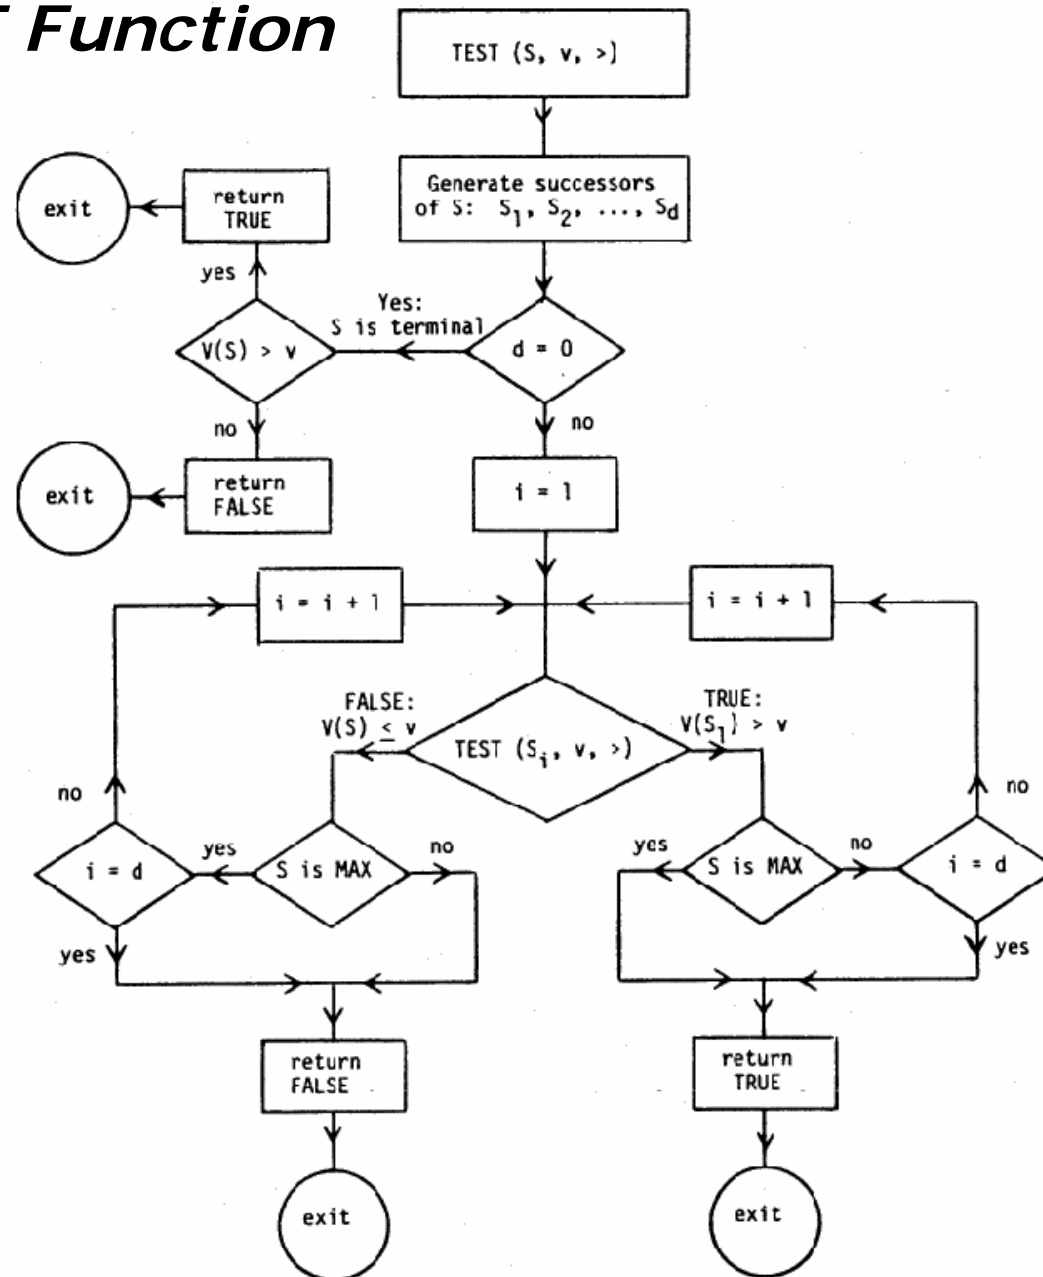 Function
TEST (S, v, >)
Generate successors
of S: S1, S2, ..., Sd
exit
return
TRUE
yes
Yes:
S is terminal
V(S) > v
d = 0
no
no
exit
return
FALSE
i = 1
i = i + 1
i = i + 1
FALSE:
V(S) ≤ v
TRUE:
V(S1) > v
TEST (Si, v, >)
no
no
i = d
yes
S is MAX
no
yes
S is MAX
no
i = d
yes
yes
return
FALSE
return
TRUE
exit
exit